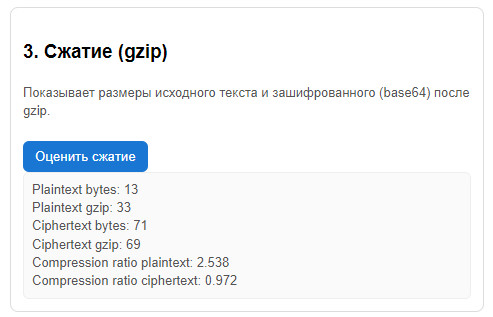 3. Сжатие (gzip)
Показывает размеры исходного текста и зашифрованного (base64) после
gzip.
Оценить сжатие
Plaintext bytes: 13
Plaintext gzip: 33
Ciphertext bytes: 71
Ciphertext gzip: 69
Compression ratio plaintext: 2.538
Compression ratio ciphertext: 0.972